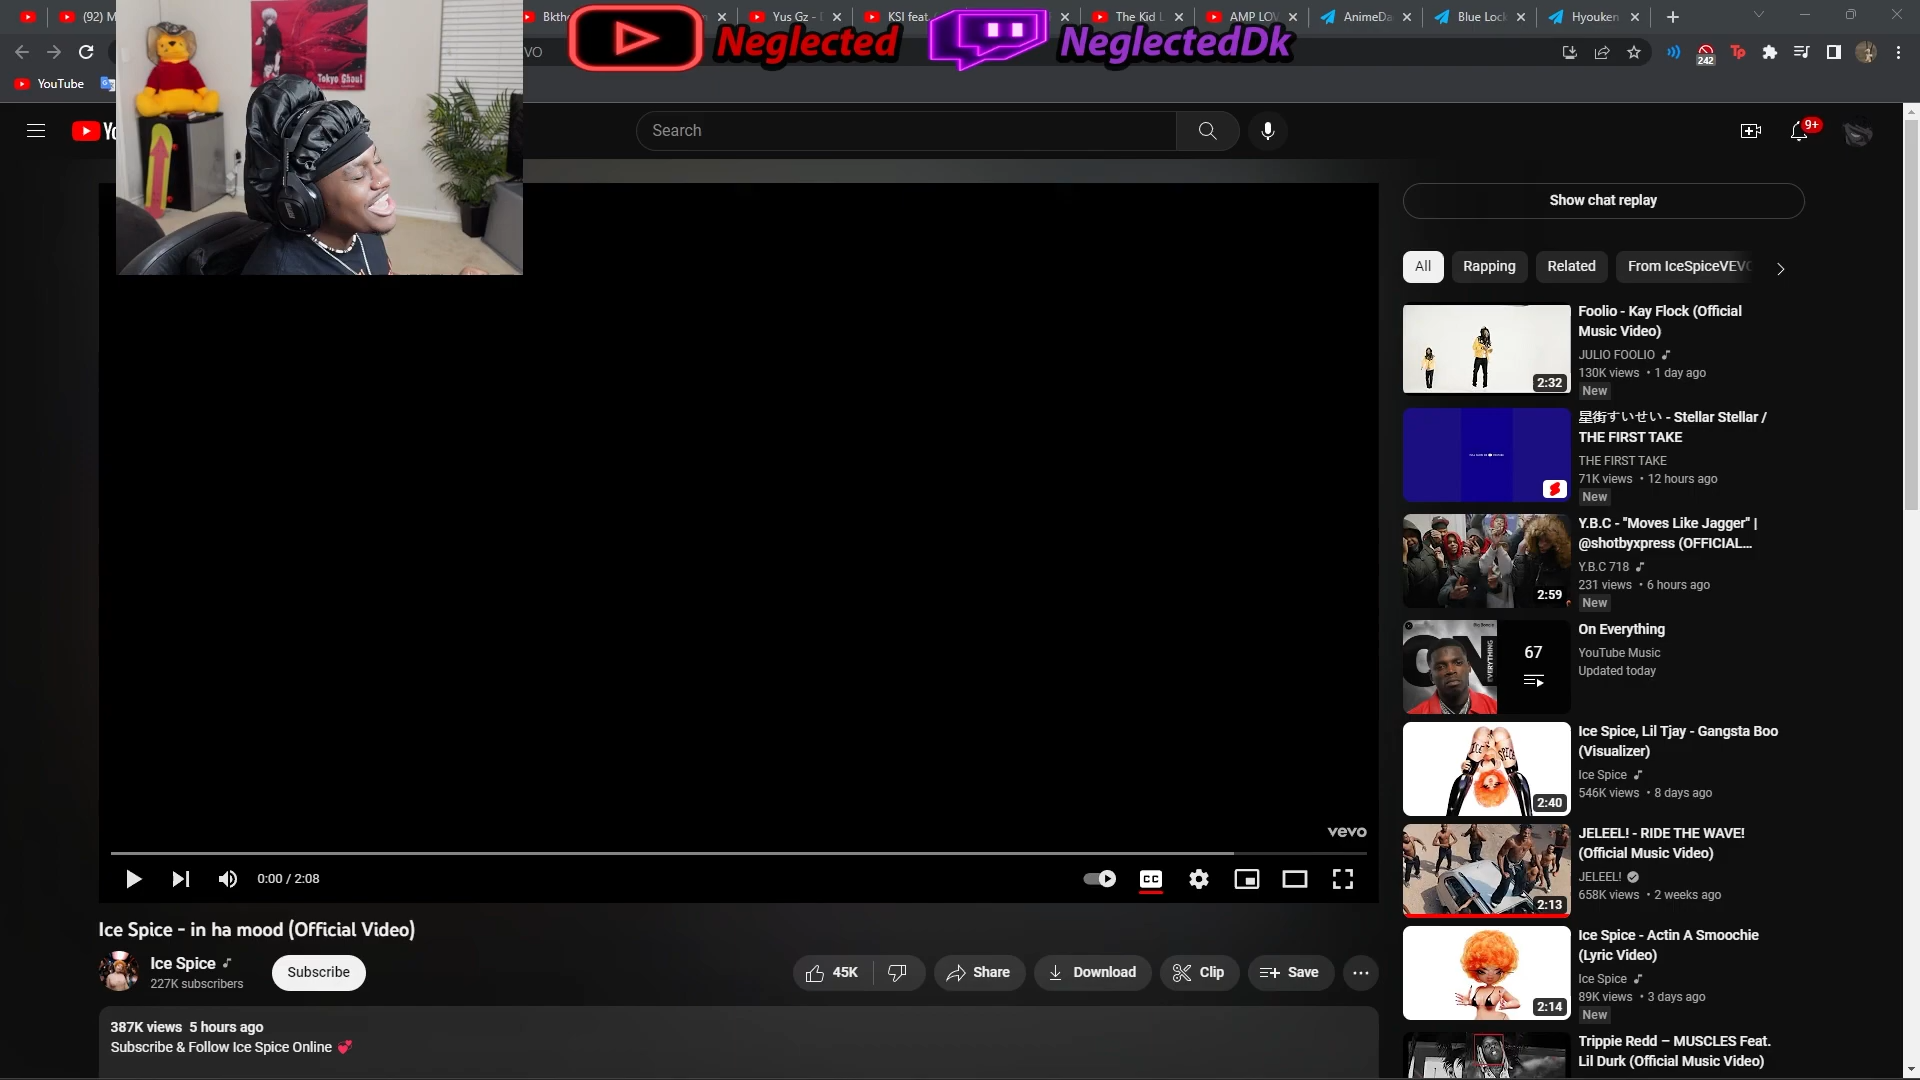 (92) M
Bkth
Yus Gz -
KSI feat.
The Kid L
AMP LOV
AnimeDa
Blue Lock
Hyouken
Neglected
NeglectedDk
VO
242
Tp
YouTube
Tokyo Ghoul
Search
9+
Show chat replay
All
Rapping
Related
From IceSpiceVEVO
Foolio - Kay Flock (Official
Music Video)
JULIO FOOLIO
130K views • 1 day ago
New
2:32
星街すいせい - Stellar Stellar /
THE FIRST TAKE
THE FIRST TAKE
71K views • 12 hours ago
New
Y.B.C - "Moves Like Jagger" |
@shotbyxpress (OFFICIAL...
Y.B.C 718
231 views • 6 hours ago
New
2:59
On Everything
YouTube Music
Updated today
ON
EVERYTHING
67
Ice Spice, Lil Tjay - Gangsta Boo
(Visualizer)
Ice Spice
546K views • 8 days ago
2:40
JELEEL! - RIDE THE WAVE!
(Official Music Video)
JELEEL!
658K views • 2 weeks ago
2:13
Ice Spice - Actin A Smoochie
(Lyric Video)
Ice Spice
89K views • 3 days ago
New
2:14
Trippie Redd – MUSCLES Feat.
Lil Durk (Official Music Video)
vevo
0:00 / 2:08
CC
Ice Spice - in ha mood (Official Video)
Ice Spice
227K subscribers
Subscribe
45K
Share
Download
Clip
Save
387K views 5 hours ago
Subscribe & Follow Ice Spice Online 💞